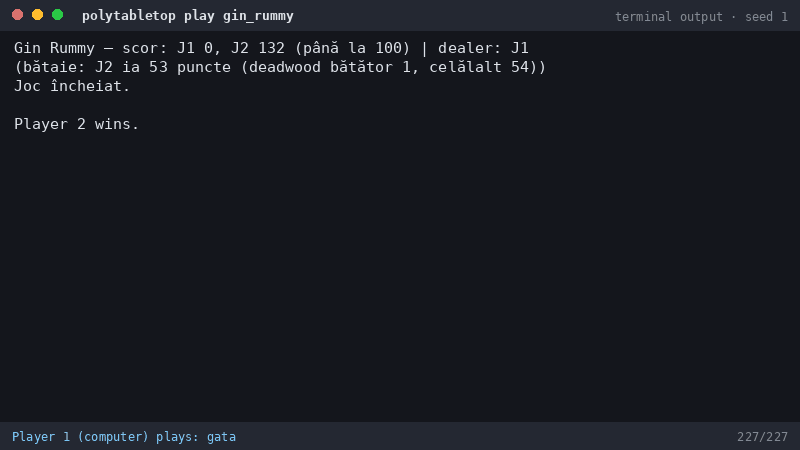 polytabletop play gin_rummy
terminal output · seed 1
Gin Rummy — scor: J1 0, J2 132 (până la 100) | dealer: J1
(bătaie: J2 ia 53 puncte (deadwood bătător 1, celălalt 54))
Joc încheiat.
Player 2 wins.
Player 1 (computer) plays: gata
227/227